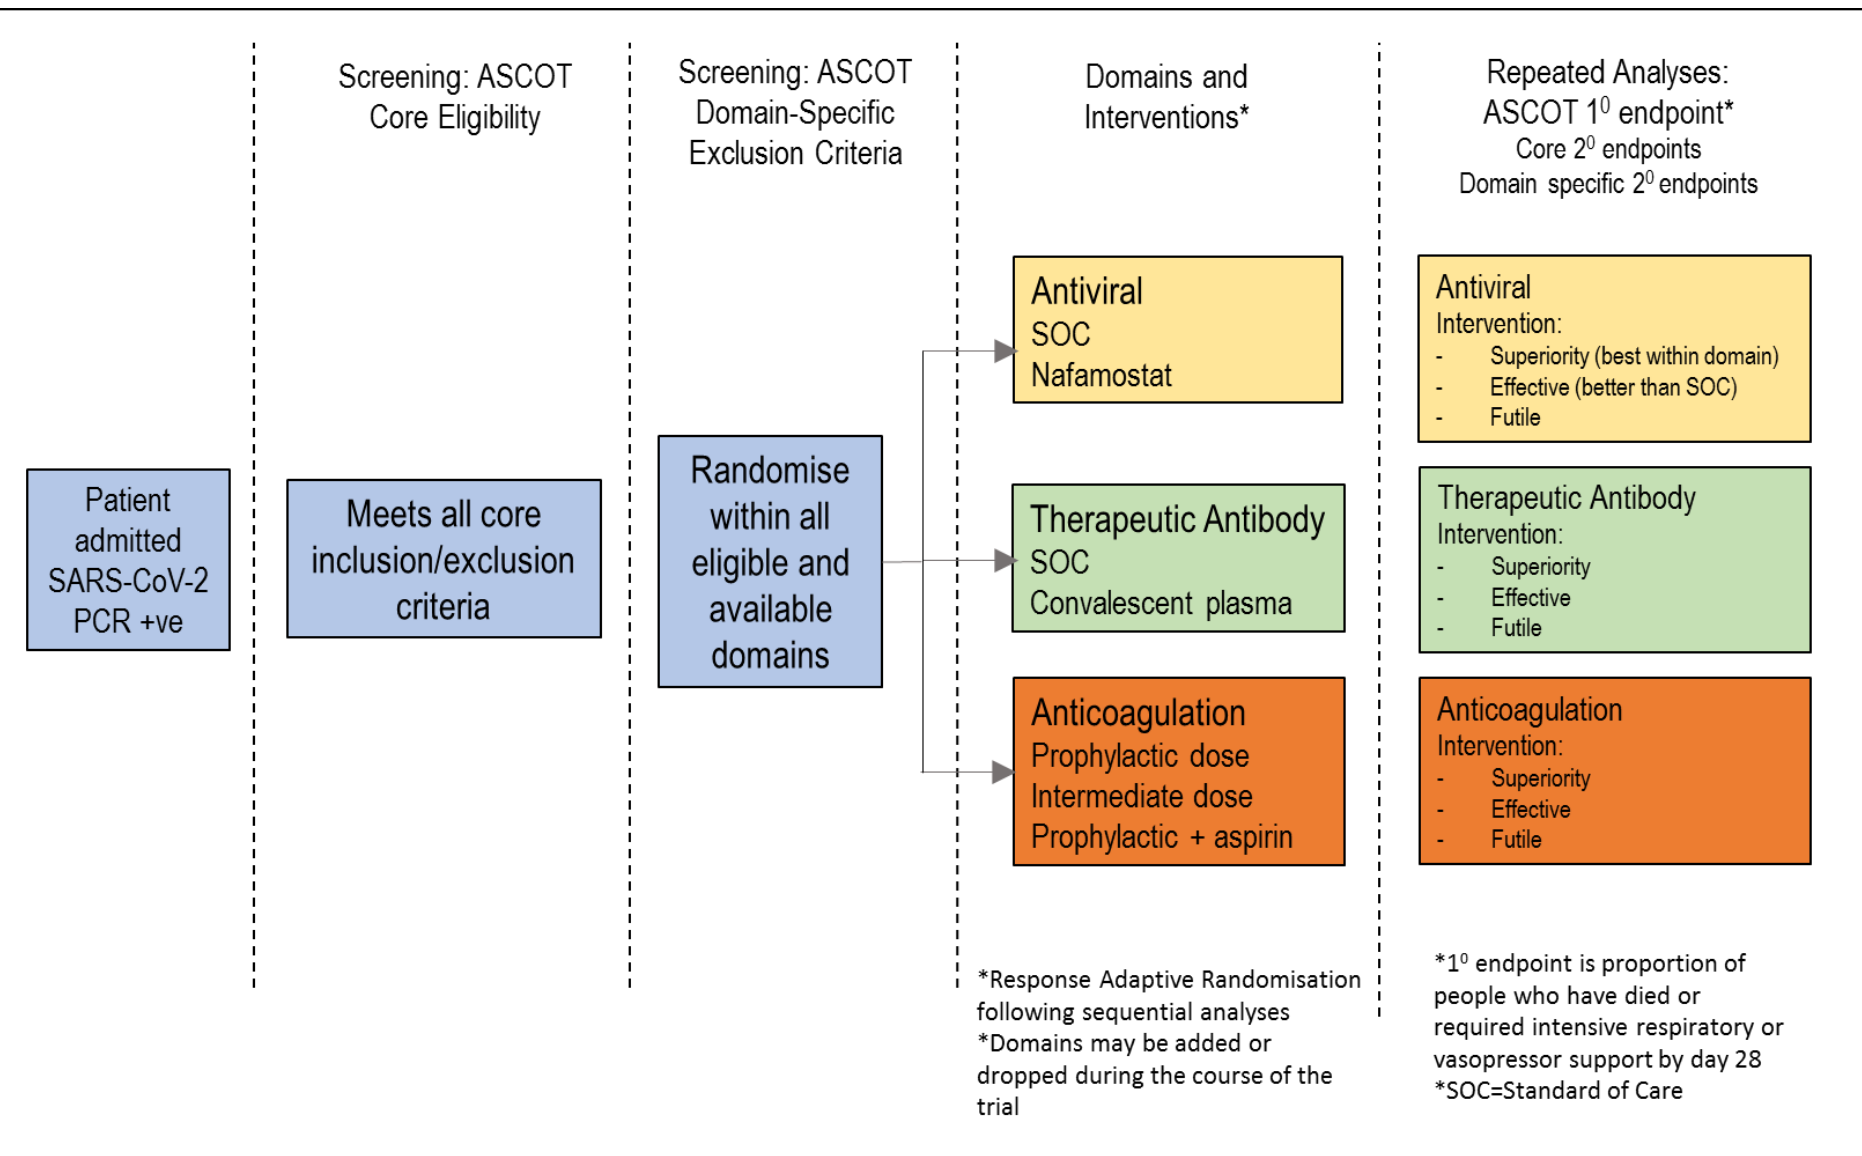 Screening: ASCOT
Core Eligibility
Screening: ASCOT
Domain-Specific
Exclusion Criteria
Domains and
Interventions*
Repeated Analyses:
ASCOT 1⁰ endpoint*
Core 2⁰ endpoints
Domain specific 2⁰ endpoints
Patient
admitted
SARS-CoV-2
PCR +ve
Meets all core
inclusion/exclusion
criteria
Randomise
within all
eligible and
available
domains
Antiviral
SOC
Nafamostat
Therapeutic Antibody
SOC
Convalescent plasma
Anticoagulation
Prophylactic dose
Intermediate dose
Prophylactic + aspirin
Antiviral
Intervention:
- Superiority (best within domain)
- Effective (better than SOC)
- Futile
Therapeutic Antibody
Intervention:
- Superiority
- Effective
- Futile
Anticoagulation
Intervention:
- Superiority
- Effective
- Futile
*Response Adaptive Randomisation
following sequential analyses
*Domains may be added or
dropped during the course of the
trial
*1⁰ endpoint is proportion of
people who have died or
required intensive respiratory or
vasopressor support by day 28
*SOC=Standard of Care